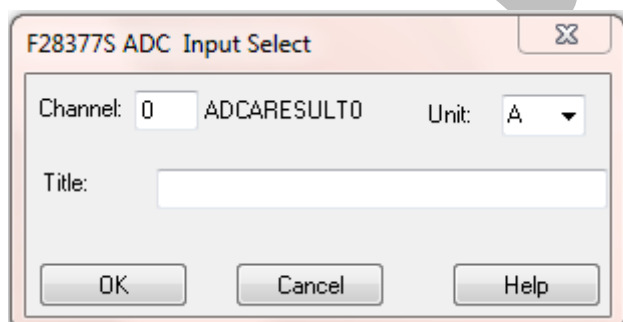 F28377S ADC Input Select
Channel: 0 ADCARESULT0 Unit: A
Title:
OK Cancel Help